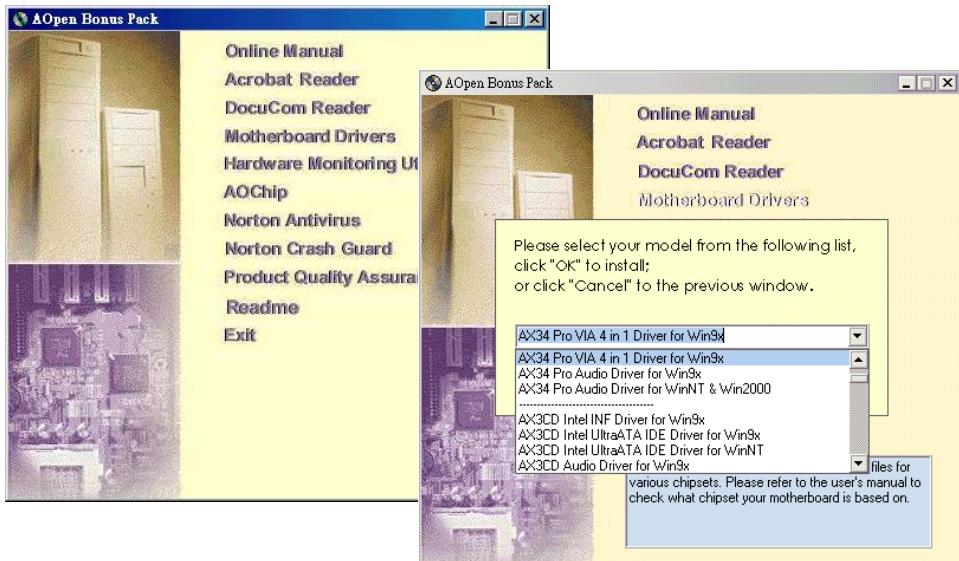 AOpen Bonus Pack
Online Manual
Acrobat Reader
DocuCom Reader
Motherboard Drivers
Hardware Monitoring
AOChip
Norton Antivirus
Norton Crash Guard
Product Quality
Readme
Exit
AOpen Bonus Pack
Online Manual
Acrobat Reader
DocuCom Reader
Motherboard Drivers
Please select your model from the following list,
click "OK" to install;
or click "Cancel" to the previous window.
AX34 Pro VIA 4 in 1 Driver for Win9x
AX34 Pro VIA 4 in 1 Driver for Win9x
AX34 Pro Audio Driver for Win9x
AX34 Pro Audio Driver for WinNT & Win2000
----------------------------------------
AX3CD Intel INF Driver for Win9x
AX3CD Intel UltraATA IDE Driver for Win9x
AX3CD Intel UltraATA IDE Driver for WinNT
AX3CD Audio Driver for Win9x
files for
various chipsets. Please refer to the user's manual to
check what chipset your motherboard is based on.